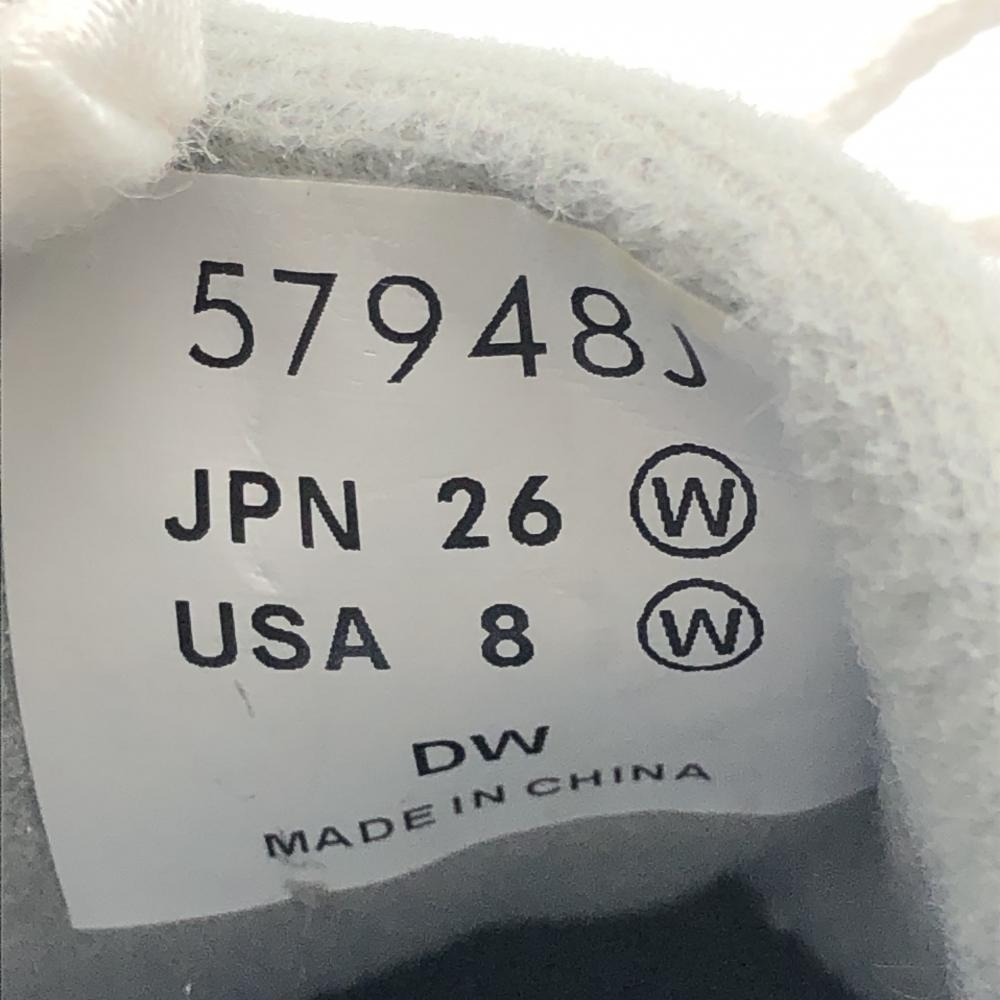 57948J
JPN 26 W
USA 8 W
DW
MADE IN CHINA